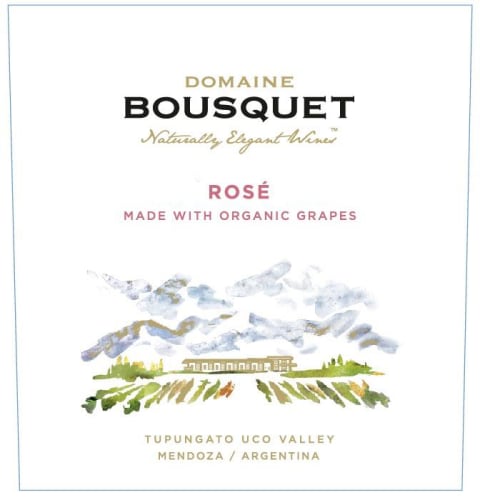 DOMAINE
BOUSQUET
Naturally Elegant Wines™
ROSÉ
MADE WITH ORGANIC GRAPES
TUPUNGATO UCO VALLEY
MENDOZA / ARGENTINA